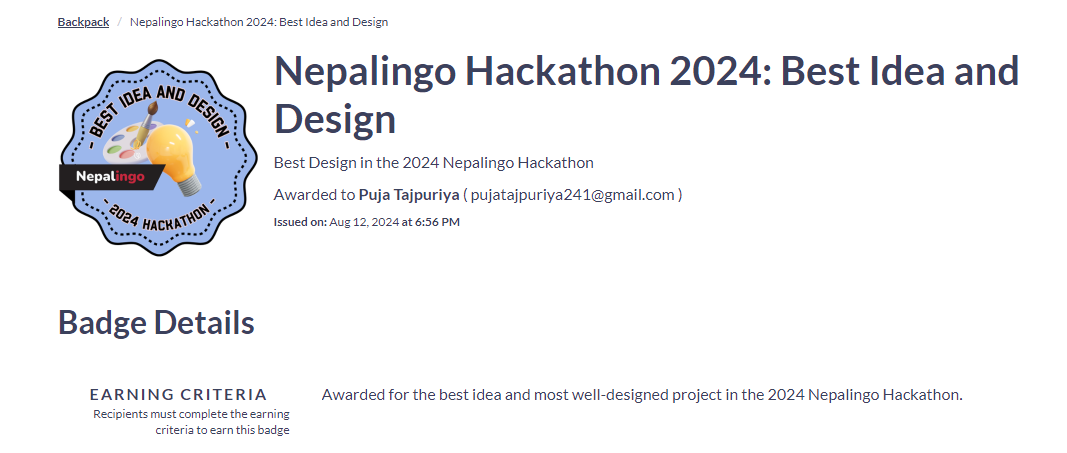 Backpack / Nepalingo Hackathon 2024: Best Idea and Design
- BEST IDEA AND DESIGN -
Nepalingo
- 2024 HACKATHON -
Nepalingo Hackathon 2024: Best Idea and
Design
Best Design in the 2024 Nepalingo Hackathon
Awarded to Puja Tajpuriya ( pujatajpuriya241@gmail.com )
Issued on: Aug 12, 2024 at 6:56 PM
Badge Details
EARNING CRITERIA
Recipients must complete the earning
criteria to earn this badge
Awarded for the best idea and most well-designed project in the 2024 Nepalingo Hackathon.